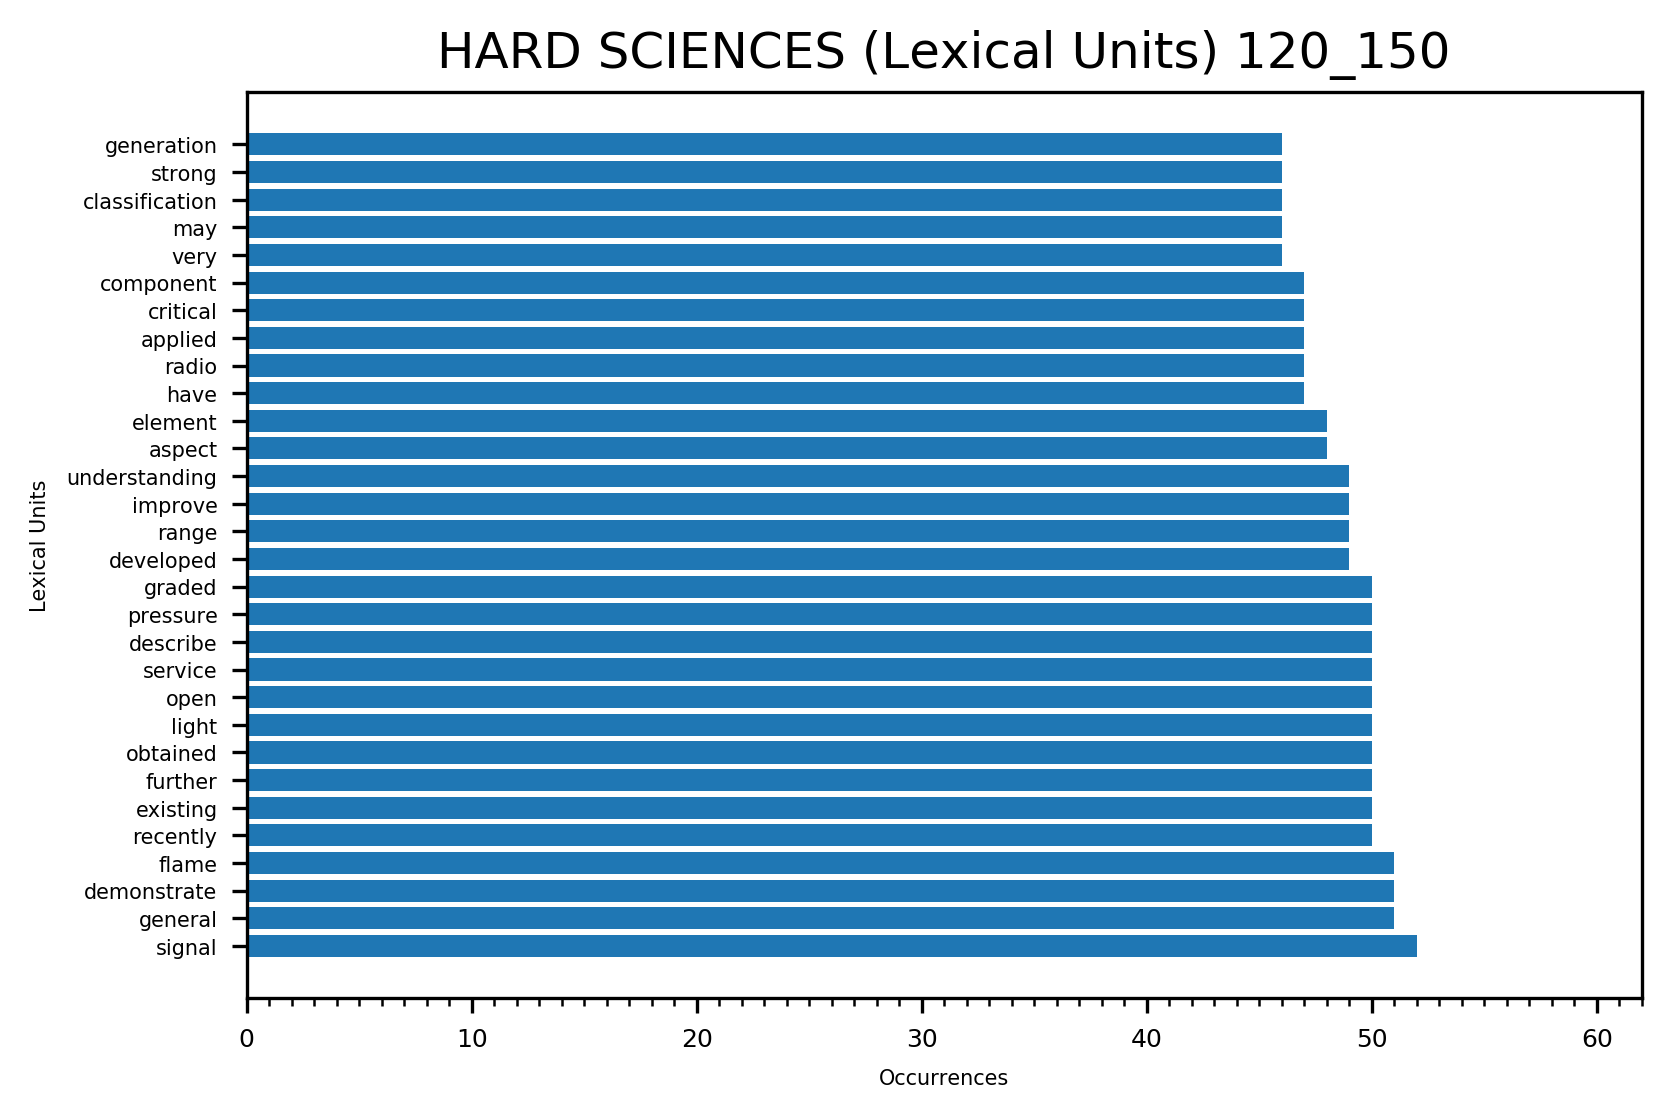 HARD SCIENCES (Lexical Units) 120_150
generation
strong
classification
may
very
component
critical
applied
radio
have
element
aspect
understanding
improve
range
developed
graded
pressure
describe
service
open
light
obtained
further
existing
recently
flame
demonstrate
general
signal
Lexical Units
0 10 20 30 40 50 60
Occurrences